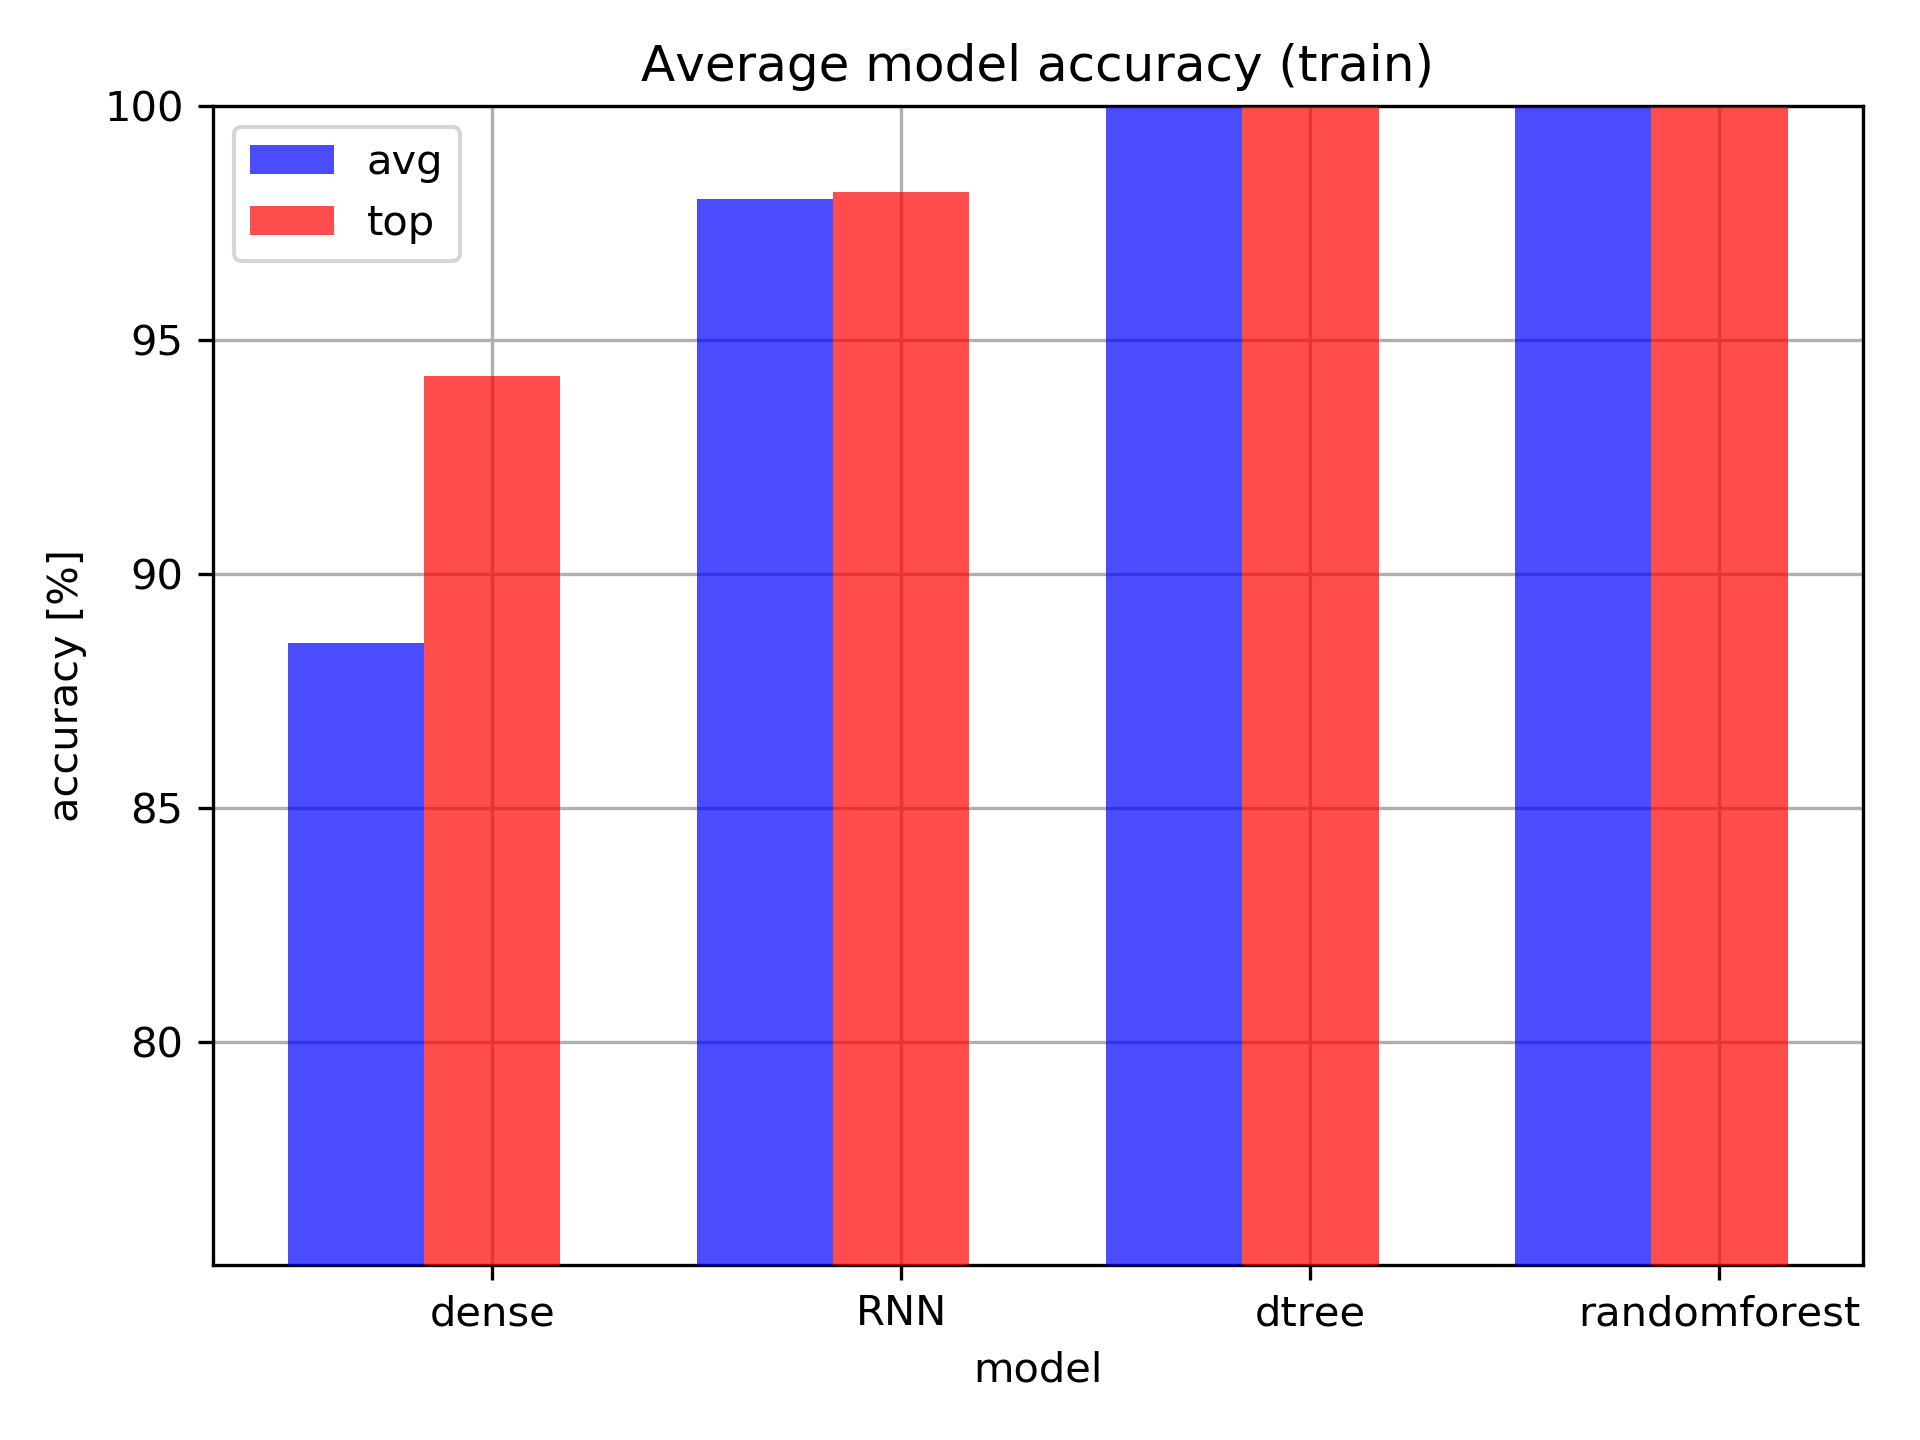 Average model accuracy (train)
100
95
90
85
80
accuracy [%]
avg
top
dense
RNN
dtree
randomforest
model